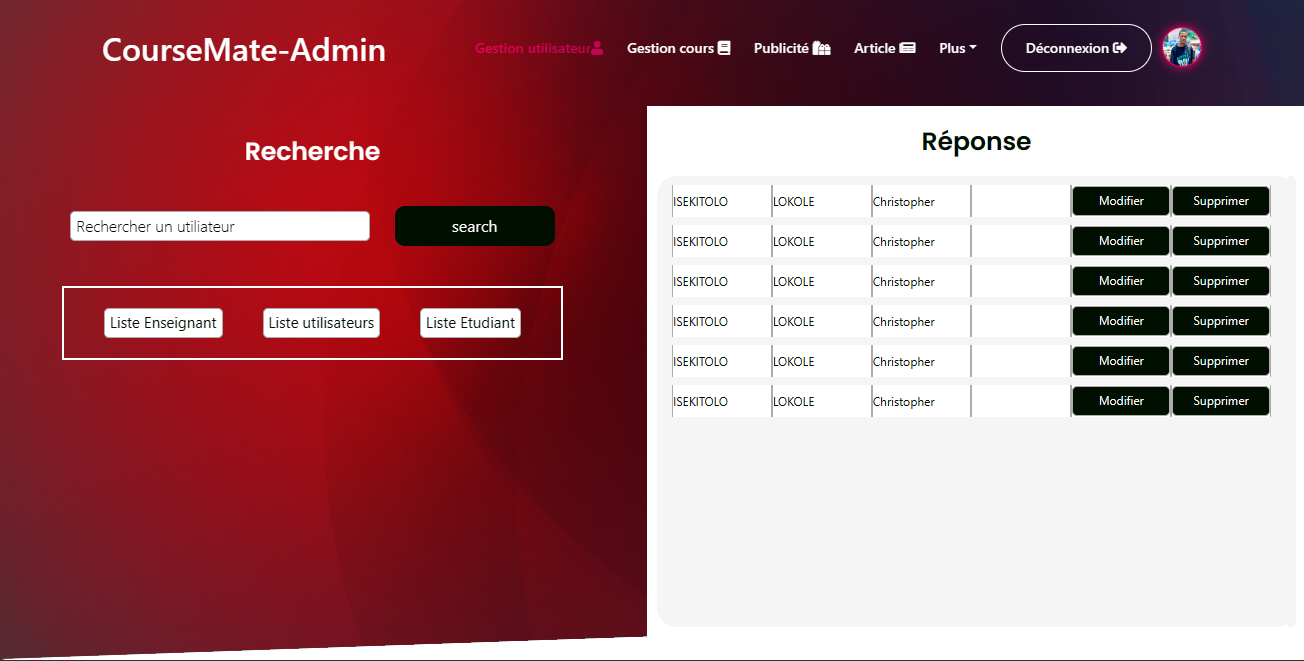 CourseMate-Admin
Gestion utilisateur Gestion cours Publicité Article Plus Déconnexion
Recherche
Rechercher un utiliateur search
Liste Enseignant Liste utilisateurs Liste Etudiant
Réponse
ISEKITOLO LOKOLE Christopher Modifier Supprimer
ISEKITOLO LOKOLE Christopher Modifier Supprimer
ISEKITOLO LOKOLE Christopher Modifier Supprimer
ISEKITOLO LOKOLE Christopher Modifier Supprimer
ISEKITOLO LOKOLE Christopher Modifier Supprimer
ISEKITOLO LOKOLE Christopher Modifier Supprimer